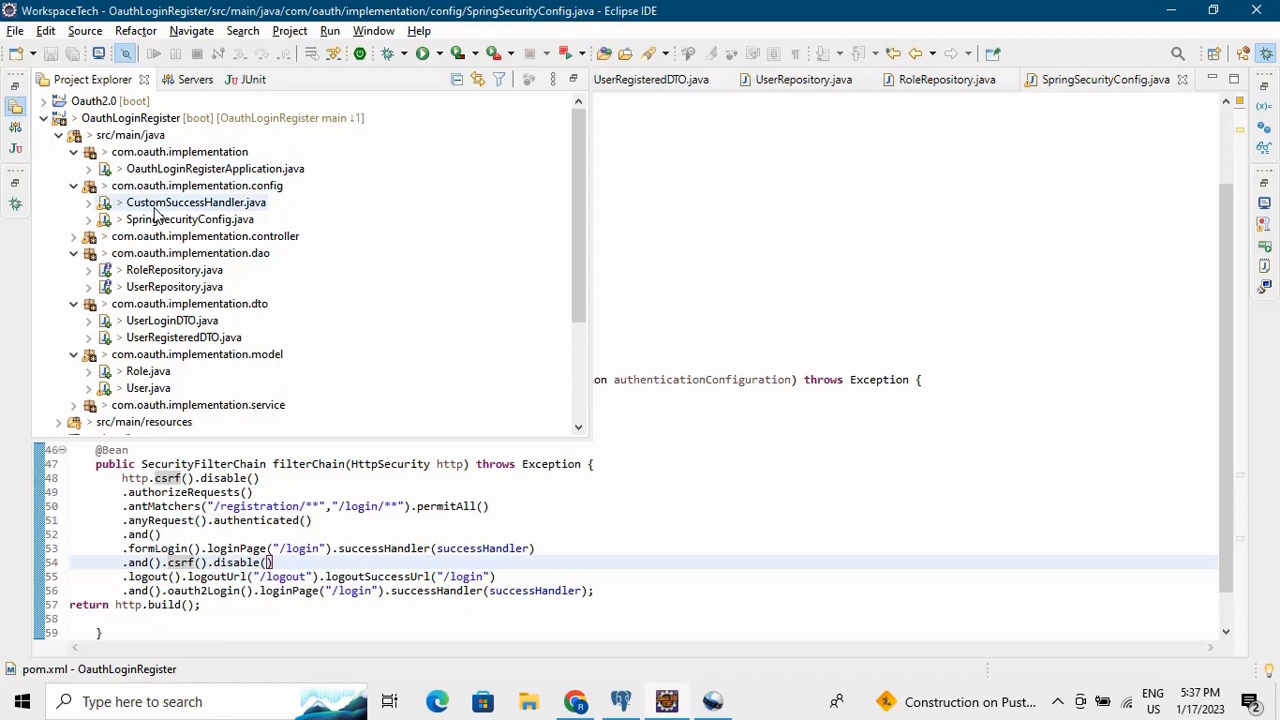 WorkspaceTech - OauthLoginRegister/src/main/java/com/oauth/implementation/config/SpringSecurityConfig.java - Eclipse IDE
File Edit Source Refactor Navigate Search Project Run Window Help
Project Explorer Servers JUnit UserRegisteredDTO.java UserRepository.java RoleRepository.java SpringSecurityConfig.java
Oauth2.0 [boot]
> OauthLoginRegister [boot] [OauthLoginRegister main ↓1]
> src/main/java
> com.oauth.implementation
> OauthLoginRegisterApplication.java
> com.oauth.implementation.config
> CustomSuccessHandler.java
> SpringSecurityConfig.java
> com.oauth.implementation.controller
> com.oauth.implementation.dao
> RoleRepository.java
> UserRepository.java
> com.oauth.implementation.dto
> UserLoginDTO.java
> UserRegisteredDTO.java
> com.oauth.implementation.model
> Role.java
on authenticationConfiguration) throws Exception {
> User.java
> com.oauth.implementation.service
> src/main/resources
46 @Bean
47 public SecurityFilterChain filterChain(HttpSecurity http) throws Exception {
48 http.csrf().disable()
49 .authorizeRequests()
50 .antMatchers("/registration/**","/login/**").permitAll()
51 .anyRequest().authenticated()
52 .and()
53 .formLogin().loginPage("/login").successHandler(successHandler)
54 .and().csrf().disable()
55 .logout().logoutUrl("/logout").logoutSuccessUrl("/login")
56 .and().oauth2Login().loginPage("/login").successHandler(successHandler);
57 return http.build();
59 }
pom.xml - OauthLoginRegister
Type here to search
Construction on Pust...
ENG
US
5:37 PM
1/17/2023
2